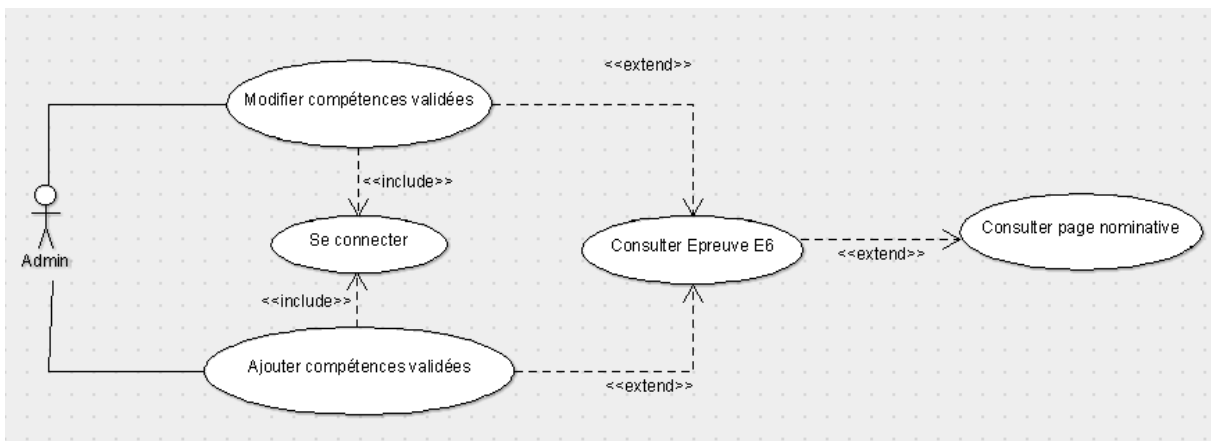 <<extend>>
Modifier compétences validées
<<include>>
Se connecter
Admin
Consulter Epreuve E6
<<extend>>
Consulter page nominative
<<include>>
Ajouter compétences validées
<<extend>>